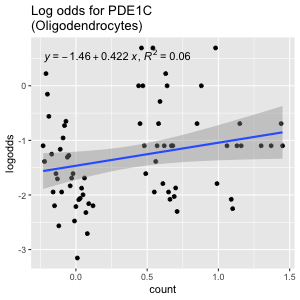 Log odds for PDE1C
(Oligodendrocytes)
y = −1.46 + 0.422 x, R² = 0.06
logodds
0
-1
-2
-3
0.0 0.5 1.0 1.5
count